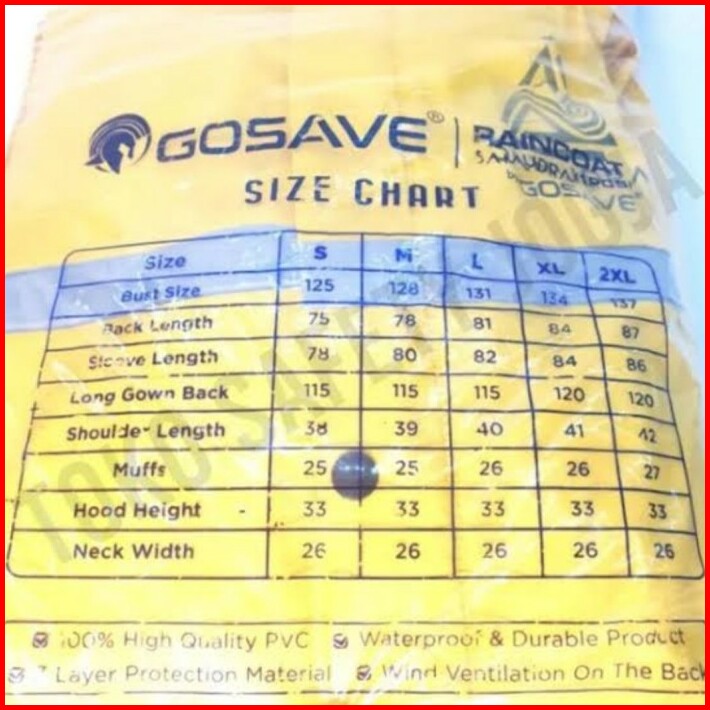 GOSAVE® | RAINCOAT
GOSAVE
SIZE CHART
Size S M L XL 2XL
Bust Size 125 128 131 134 137
Back Length 75 78 81 84 87
Sleeve Length 78 80 82 84 86
Long Gown Back 115 115 115 120 120
Shoulder Length 38 39 40 41 42
Muffs 25 25 26 26 27
Hood Height - 33 33 33 33 33
Neck Width 26 26 26 26 26
100% High Quality PVC Waterproof & Durable Product
Layer Protection Material Wind Ventilation On The Back
TOKO SAFETY JOGJA